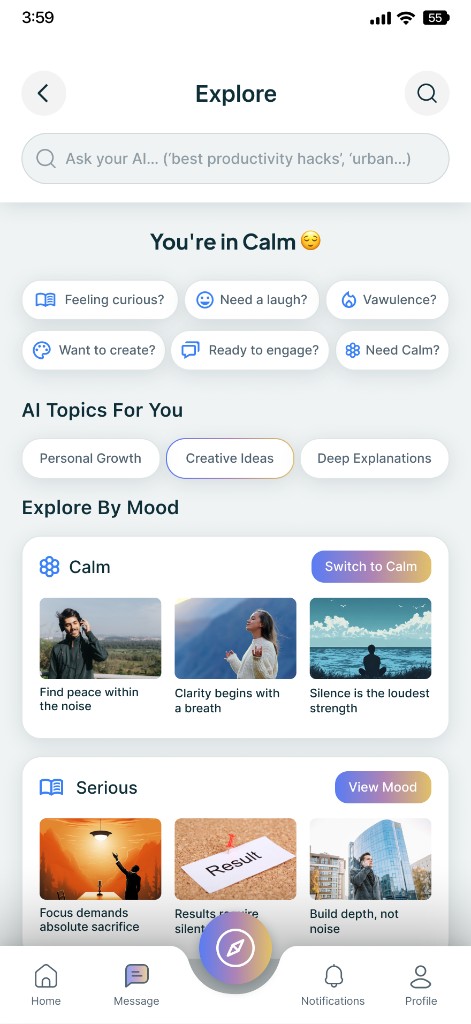 3:59
55
Explore
Ask your AI... (‘best productivity hacks’, ‘urban...)
You're in Calm 😌
Feeling curious?
Need a laugh?
Vawulence?
Want to create?
Ready to engage?
Need Calm?
AI Topics For You
Personal Growth
Creative Ideas
Deep Explanations
Explore By Mood
Calm
Switch to Calm
Find peace within
the noise
Clarity begins with
a breath
Silence is the loudest
strength
Serious
View Mood
Result
Focus demands
absolute sacrifice
Results
silent
Build depth, not
noise
Home
Message
Notifications
Profile